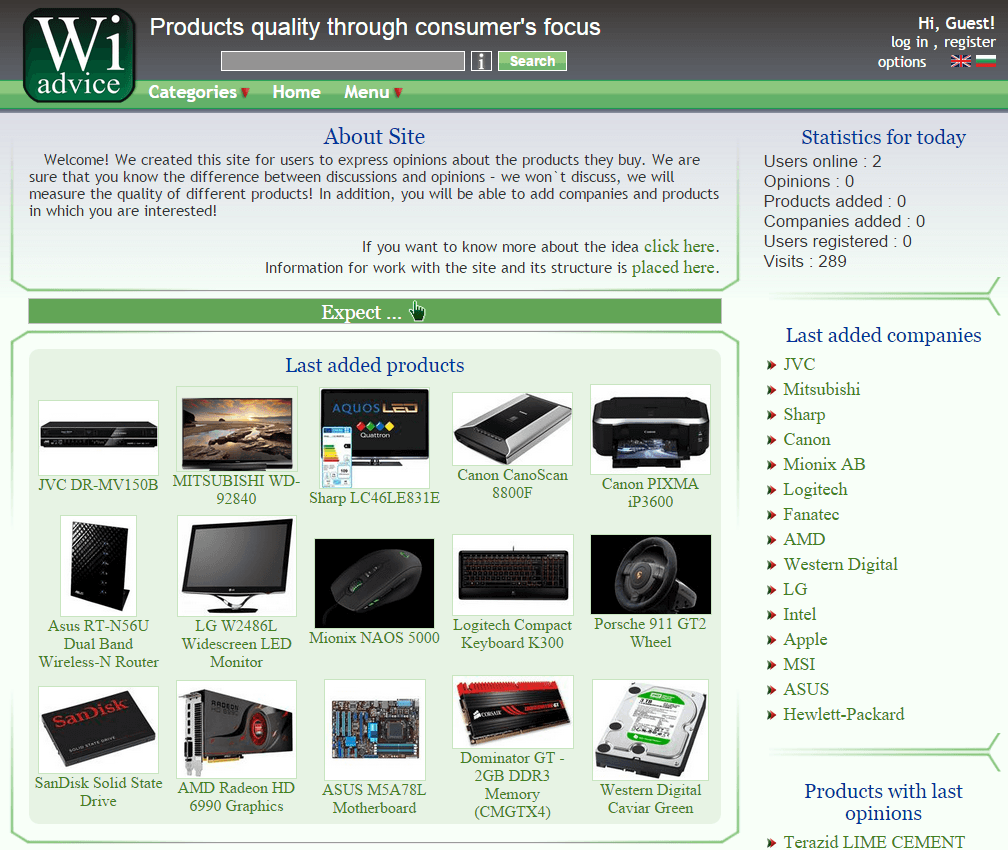 Wi
advice
Products quality through consumer's focus
i
Search
Hi, Guest!
log in , register
options
Categories
Home
Menu
About Site
Welcome! We created this site for users to express opinions about the products they buy. We are
sure that you know the difference between discussions and opinions - we won`t discuss, we will
measure the quality of different products! In addition, you will be able to add companies and products
in which you are interested!
If you want to know more about the idea click here.
Information for work with the site and its structure is placed here.
Expect ...
Last added products
AQUOS LED
Quattron
JVC DR-MV150B
MITSUBISHI WD-
92840
Sharp LC46LE831E
Canon CanoScan
8800F
Canon PIXMA
iP3600
Asus RT-N56U
Dual Band
Wireless-N Router
LG W2486L
Widescreen LED
Monitor
Mionix NAOS 5000
Logitech Compact
Keyboard K300
Porsche 911 GT2
Wheel
SanDisk
SOLID STATE DRIVE
RADEON
CORSAIR
SanDisk Solid State
Drive
AMD Radeon HD
6990 Graphics
ASUS M5A78L
Motherboard
Dominator GT -
2GB DDR3
Memory
(CMGTX4)
Western Digital
Caviar Green
Statistics for today
Users online : 2
Opinions : 0
Products added : 0
Companies added : 0
Users registered : 0
Visits : 289
Last added companies
JVC
Mitsubishi
Sharp
Canon
Mionix AB
Logitech
Fanatec
AMD
Western Digital
LG
Intel
Apple
MSI
ASUS
Hewlett-Packard
Products with last
opinions
Terazid LIME CEMENT